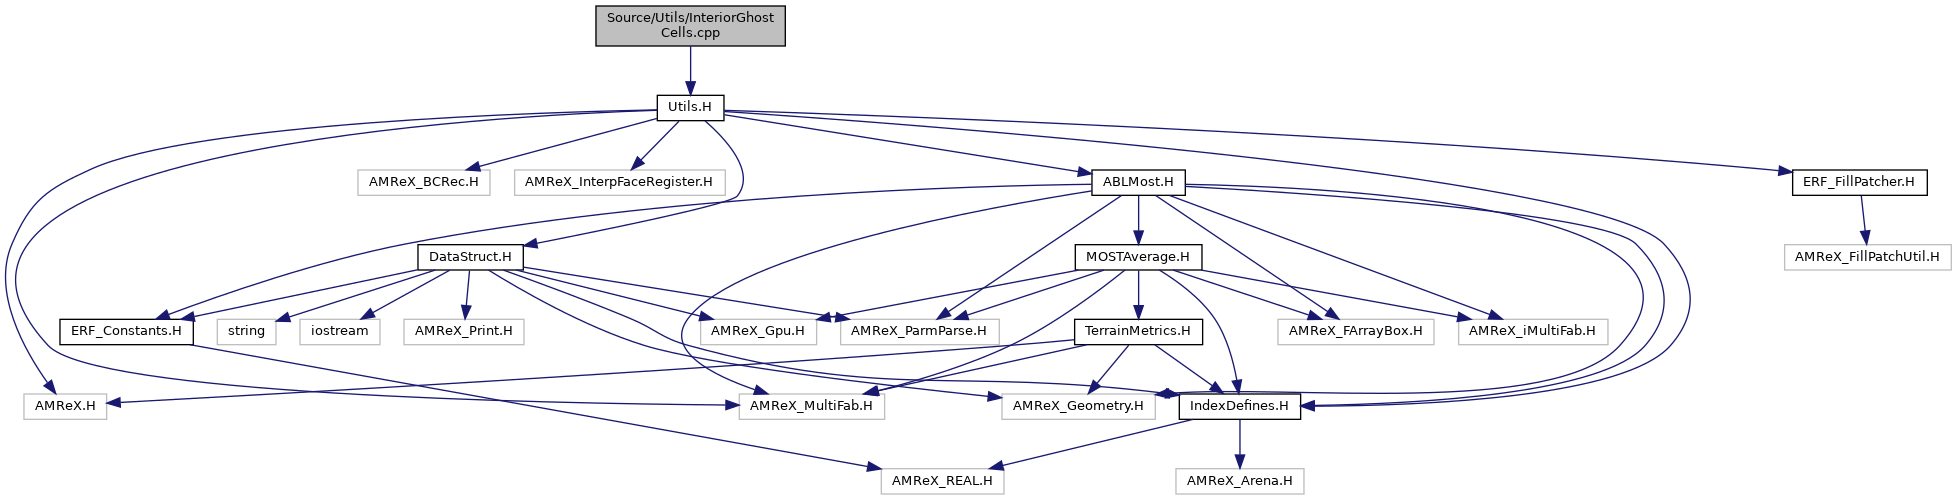 Source/Utils/InteriorGhost
Cells.cpp
Utils.H
AMReX_BCRec.H
AMReX_InterpFaceRegister.H
ABLMost.H
ERF_FillPatcher.H
DataStruct.H
MOSTAverage.H
AMReX_FillPatchUtil.H
ERF_Constants.H
string
iostream
AMReX_Print.H
AMReX_Gpu.H
AMReX_ParmParse.H
TerrainMetrics.H
AMReX_FArrayBox.H
AMReX_iMultiFab.H
AMReX.H
AMReX_MultiFab.H
AMReX_Geometry.H
IndexDefines.H
AMReX_REAL.H
AMReX_Arena.H